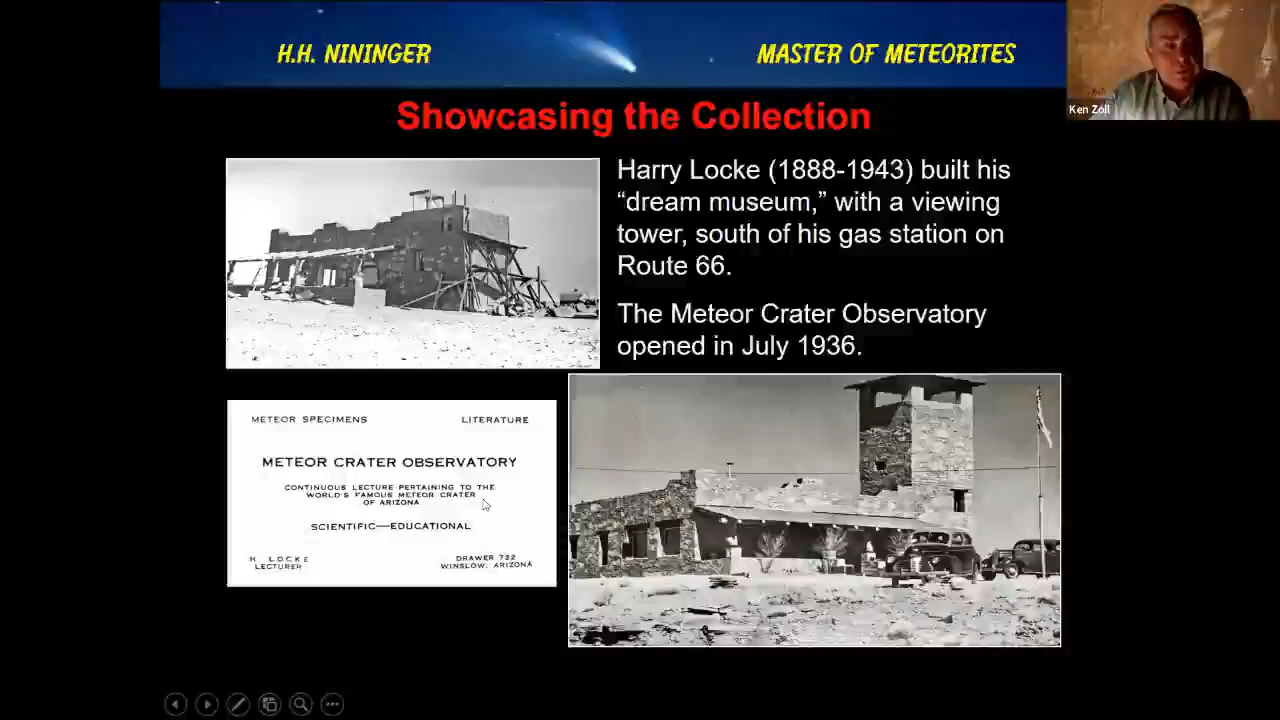 H.H. NININGER
MASTER OF METEORITES
Ken Zoll
Showcasing the Collection
Harry Locke (1888-1943) built his
“dream museum,” with a viewing
tower, south of his gas station on
Route 66.
The Meteor Crater Observatory
opened in July 1936.
METEOR SPECIMENS
LITERATURE
METEOR CRATER OBSERVATORY
CONTINUOUS LECTURE PERTAINING TO THE
WORLD'S FAMOUS METEOR CRATER
OF ARIZONA
SCIENTIFIC—EDUCATIONAL
H LOCKE
LECTURER
DRAWER 722
WINSLOW, ARIZONA